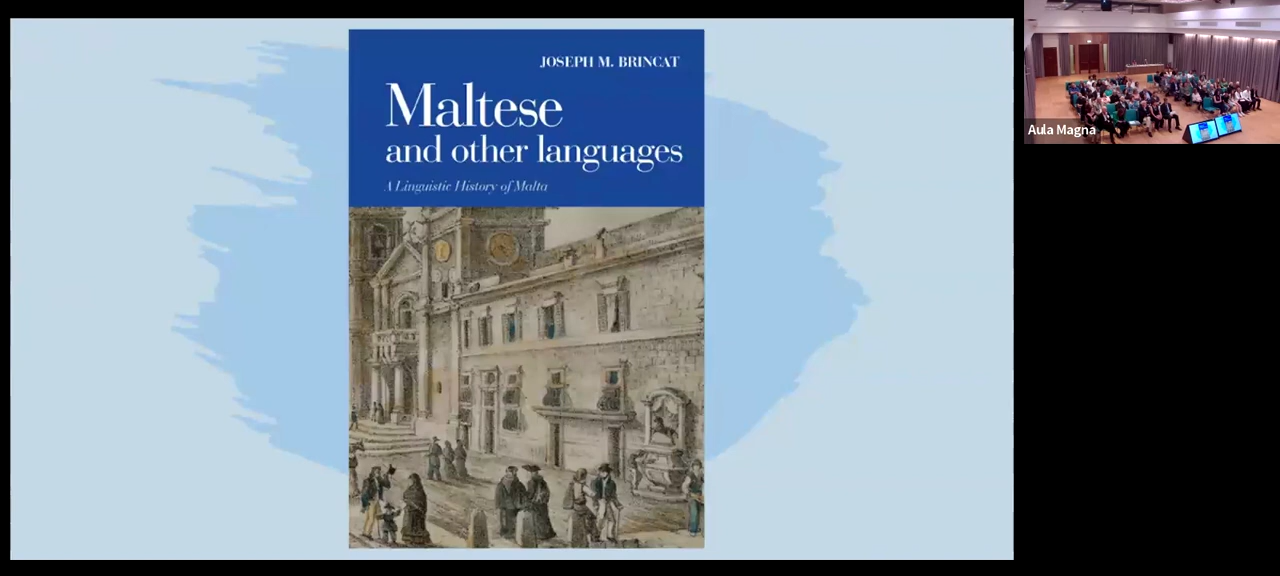 JOSEPH M. BRINCAT
Maltese
and other languages
A Linguistic History of Malta
Aula Magna